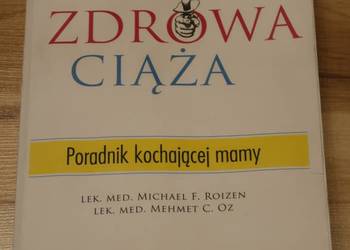 ZDROWA
CIĄŻA
Poradnik kochającej mamy
LEK. MED. MICHAEL F. ROIZEN
LEK. MED. MEHMET C. OZ